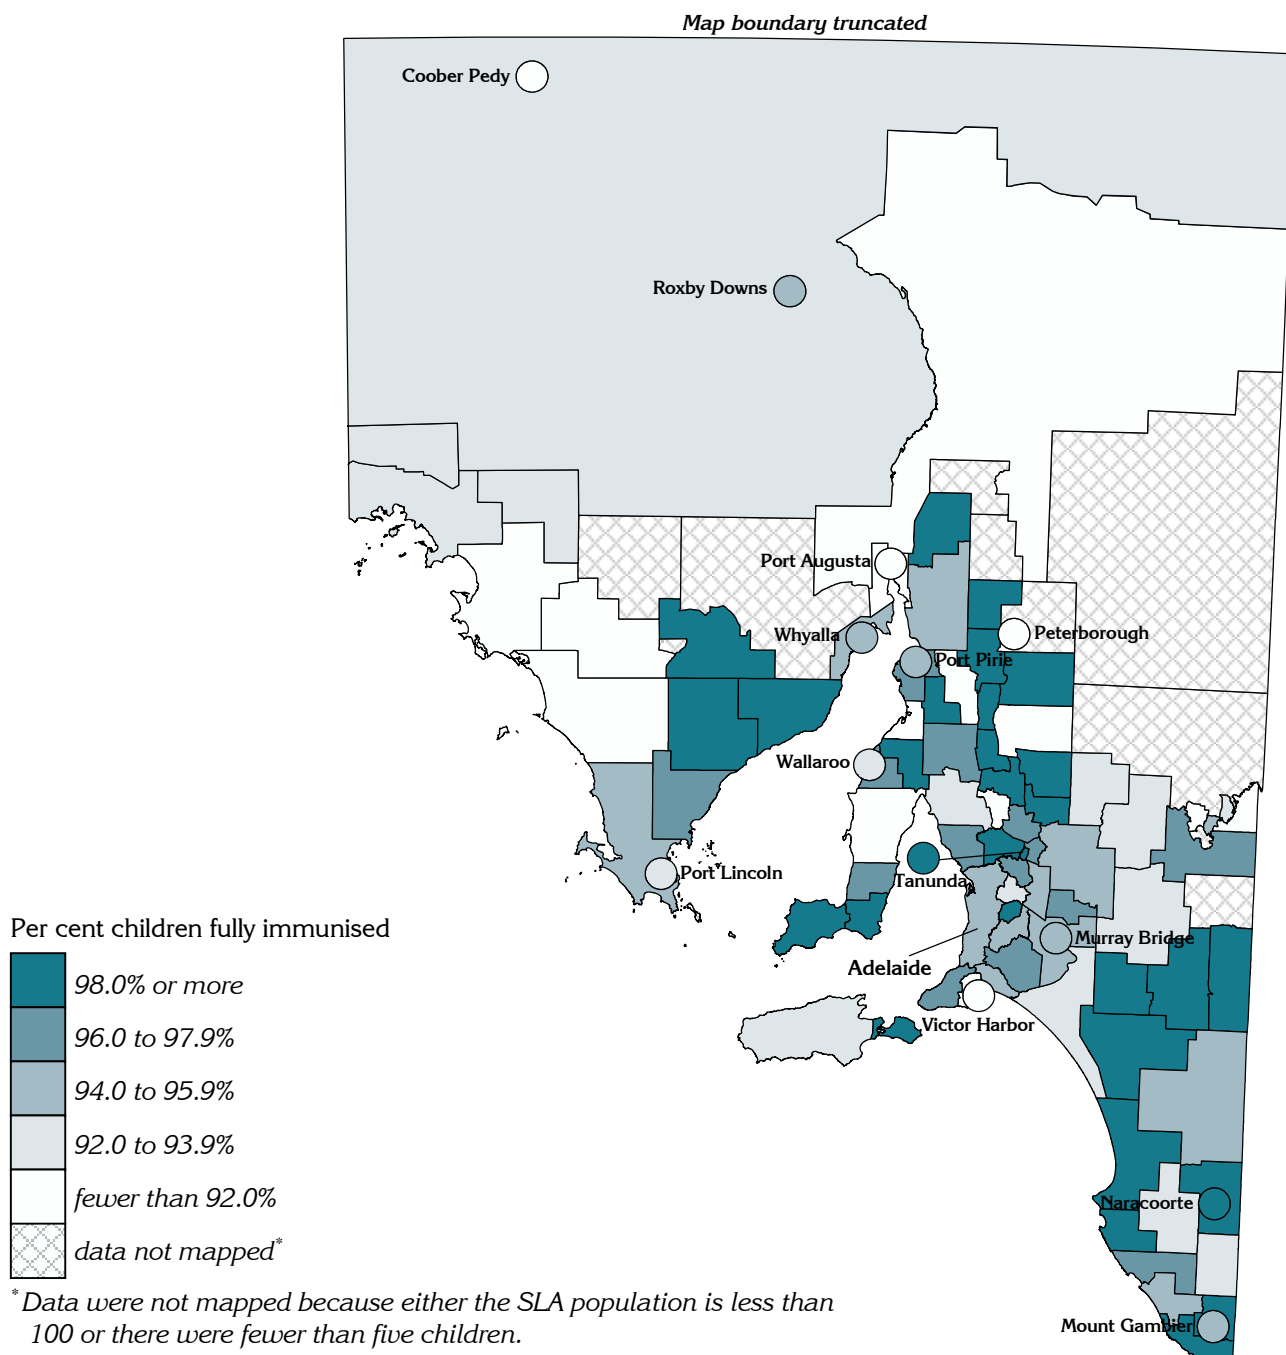 Map boundary truncated
Coober Pedy
Roxby Downs
Port Augusta
Whyalla
Peterborough
Port Pirie
Wallaroo
Port Lincoln
Tanunda
Murray Bridge
Adelaide
Victor Harbor
Naracoorte
Mount Gambier
Per cent children fully immunised
98.0% or more
96.0 to 97.9%
94.0 to 95.9%
92.0 to 93.9%
fewer than 92.0%
data not mapped*
* Data were not mapped because either the SLA population is less than
100 or there were fewer than five children.